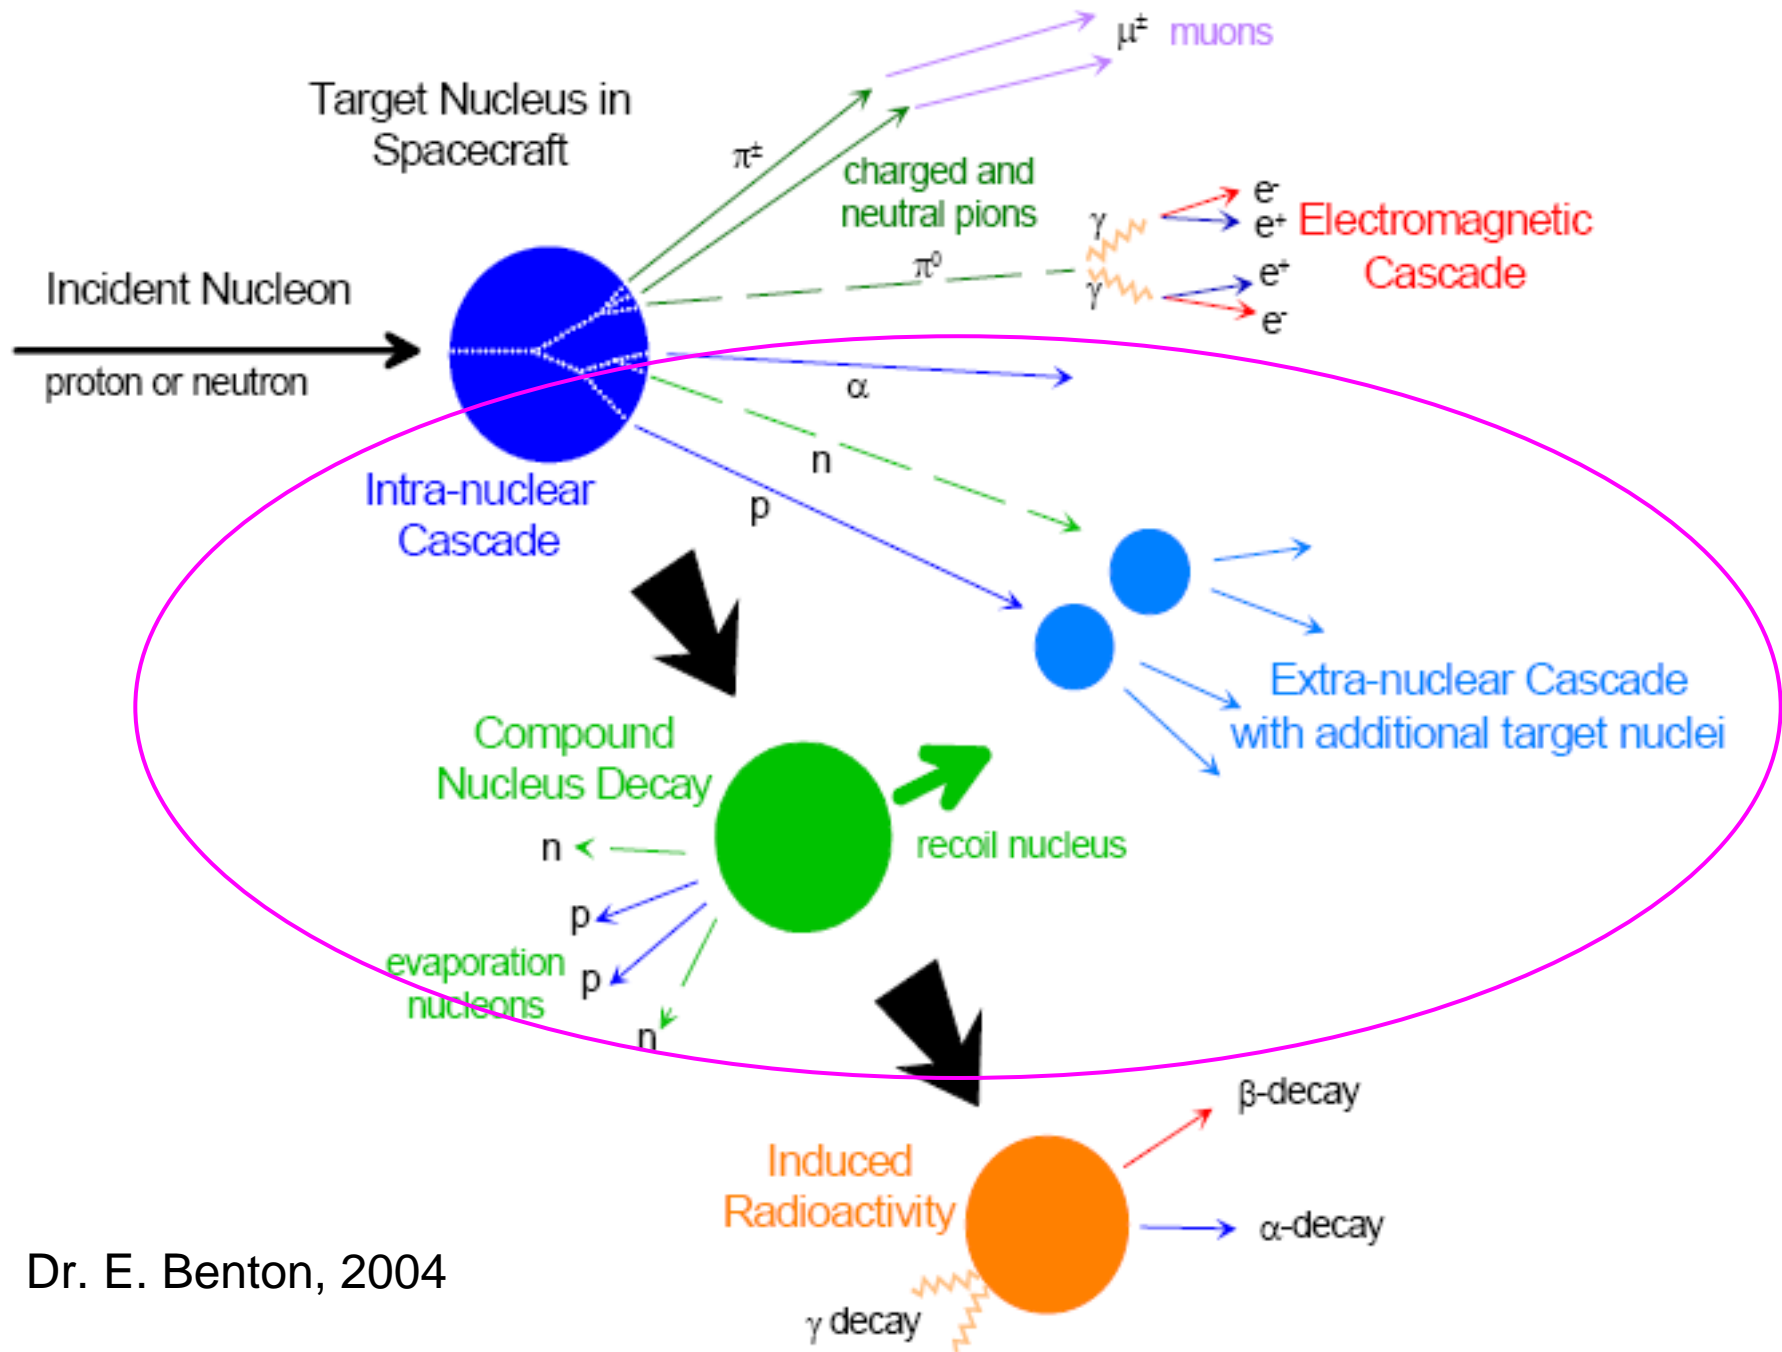 μ± muons
Target Nucleus in
Spacecraft
π±
charged and
neutral pions
π⁰
γ
γ
e-
e+
e+
e-
Electromagnetic
Cascade
Incident Nucleon
proton or neutron
α
n
p
Intra-nuclear
Cascade
Extra-nuclear Cascade
with additional target nuclei
Compound
Nucleus Decay
recoil nucleus
n
p
p
n
evaporation
nucleons
β-decay
Induced
Radioactivity
α-decay
γ decay
Dr. E. Benton, 2004